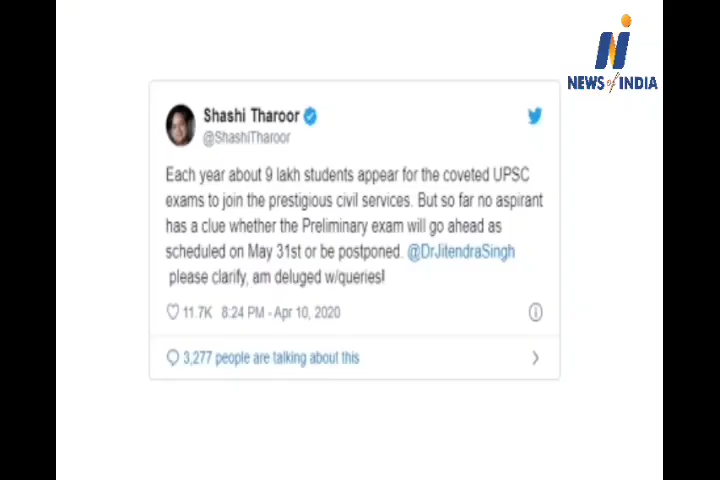 NEWS of INDIA
Shashi Tharoor
@ShashiTharoor
Each year about 9 lakh students appear for the coveted UPSC
exams to join the prestigious civil services. But so far no aspirant
has a clue whether the Preliminary exam will go ahead as
scheduled on May 31st or be postponed. @DrJitendraSingh
please clarify, am deluged w/queries!
11.7K 8:24 PM - Apr 10, 2020
3,277 people are talking about this